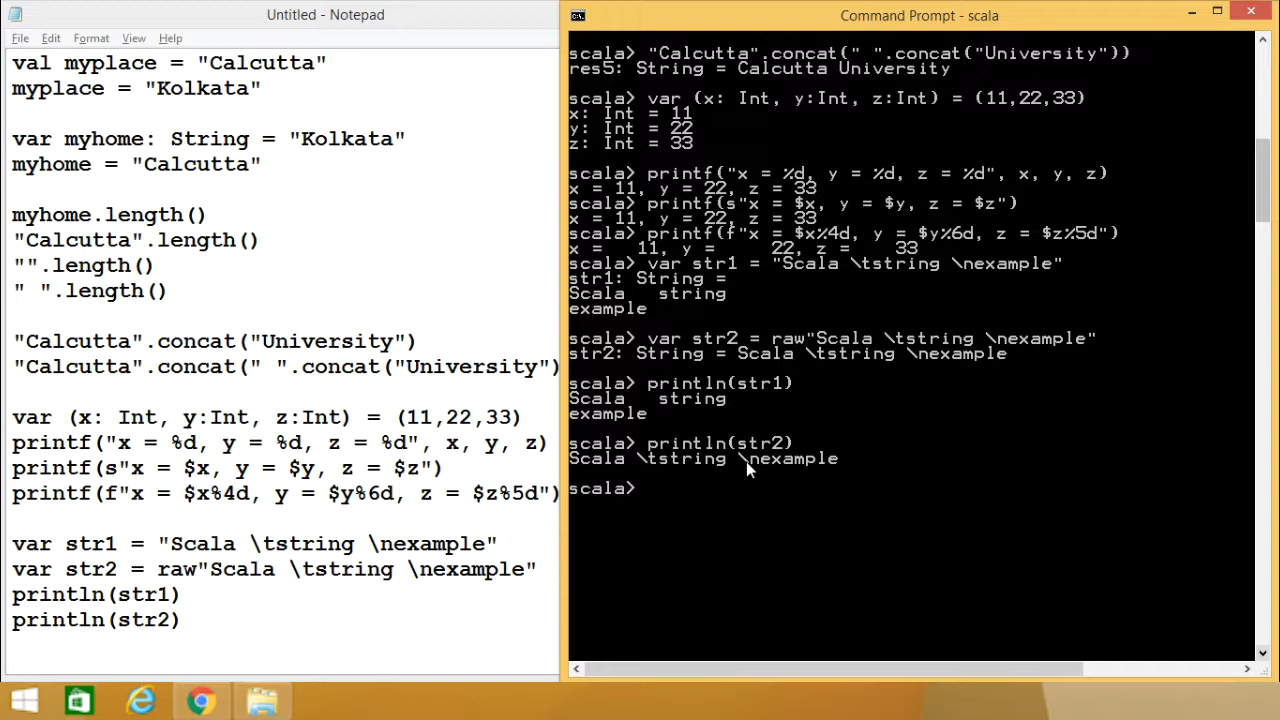 Untitled - Notepad
File Edit Format View Help
val myplace = "Calcutta"
myplace = "Kolkata"
var myhome: String = "Kolkata"
myhome = "Calcutta"
myhome.length()
"Calcutta".length()
"".length()
" ".length()
"Calcutta".concat("University")
"Calcutta".concat(" ".concat("University")
var (x: Int, y:Int, z:Int) = (11,22,33)
printf("x = %d, y = %d, z = %d", x, y, z)
printf(s"x = $x, y = $y, z = $z")
printf(f"x = $x%4d, y = $y%6d, z = $z%5d")
var str1 = "Scala \tstring \nexample"
var str2 = raw"Scala \tstring \nexample"
println(str1)
println(str2)
Command Prompt - scala
scala> "Calcutta".concat(" ".concat("University"))
res5: String = Calcutta University
scala> var (x: Int, y:Int, z:Int) = (11,22,33)
x: Int = 11
y: Int = 22
z: Int = 33
scala> printf("x = %d, y = %d, z = %d", x, y, z)
x = 11, y = 22, z = 33
scala> printf(s"x = $x, y = $y, z = $z")
x = 11, y = 22, z = 33
scala> printf(f"x = $x%4d, y = $y%6d, z = $z%5d")
x =   11, y =     22, z =    33
scala> var str1 = "Scala \tstring \nexample"
str1: String =
Scala   string
example
scala> var str2 = raw"Scala \tstring \nexample"
str2: String = Scala \tstring \nexample
scala> println(str1)
Scala   string
example
scala> println(str2)
Scala \tstring \nexample
scala>